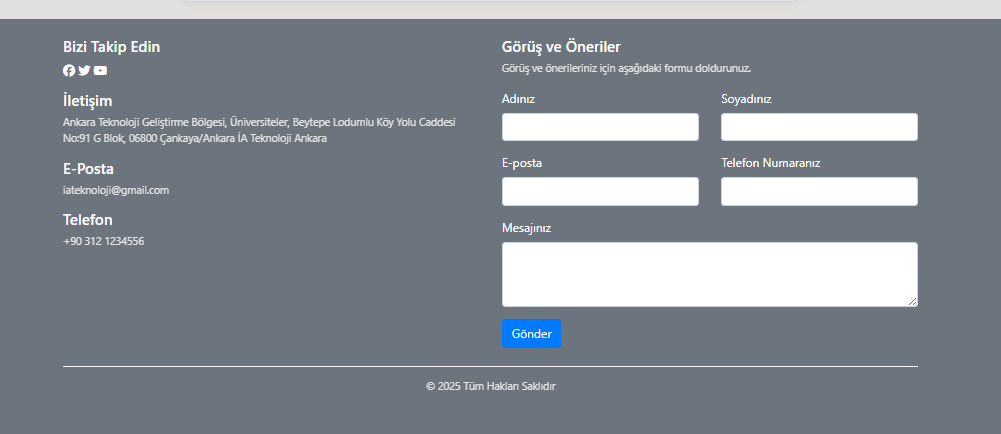 Bizi Takip Edin
İletişim
Ankara Teknoloji Geliştirme Bölgesi, Üniversiteler, Beytepe Lodumlu Köy Yolu Caddesi
No:91 G Blok, 06800 Çankaya/Ankara İA Teknoloji Ankara
E-Posta
iateknoloji@gmail.com
Telefon
+90 312 1234556
Görüş ve Öneriler
Görüş ve önerileriniz için aşağıdaki formu doldurunuz.
Adınız
Soyadınız
E-posta
Telefon Numaranız
Mesajınız
Gönder
© 2025 Tüm Hakları Saklıdır